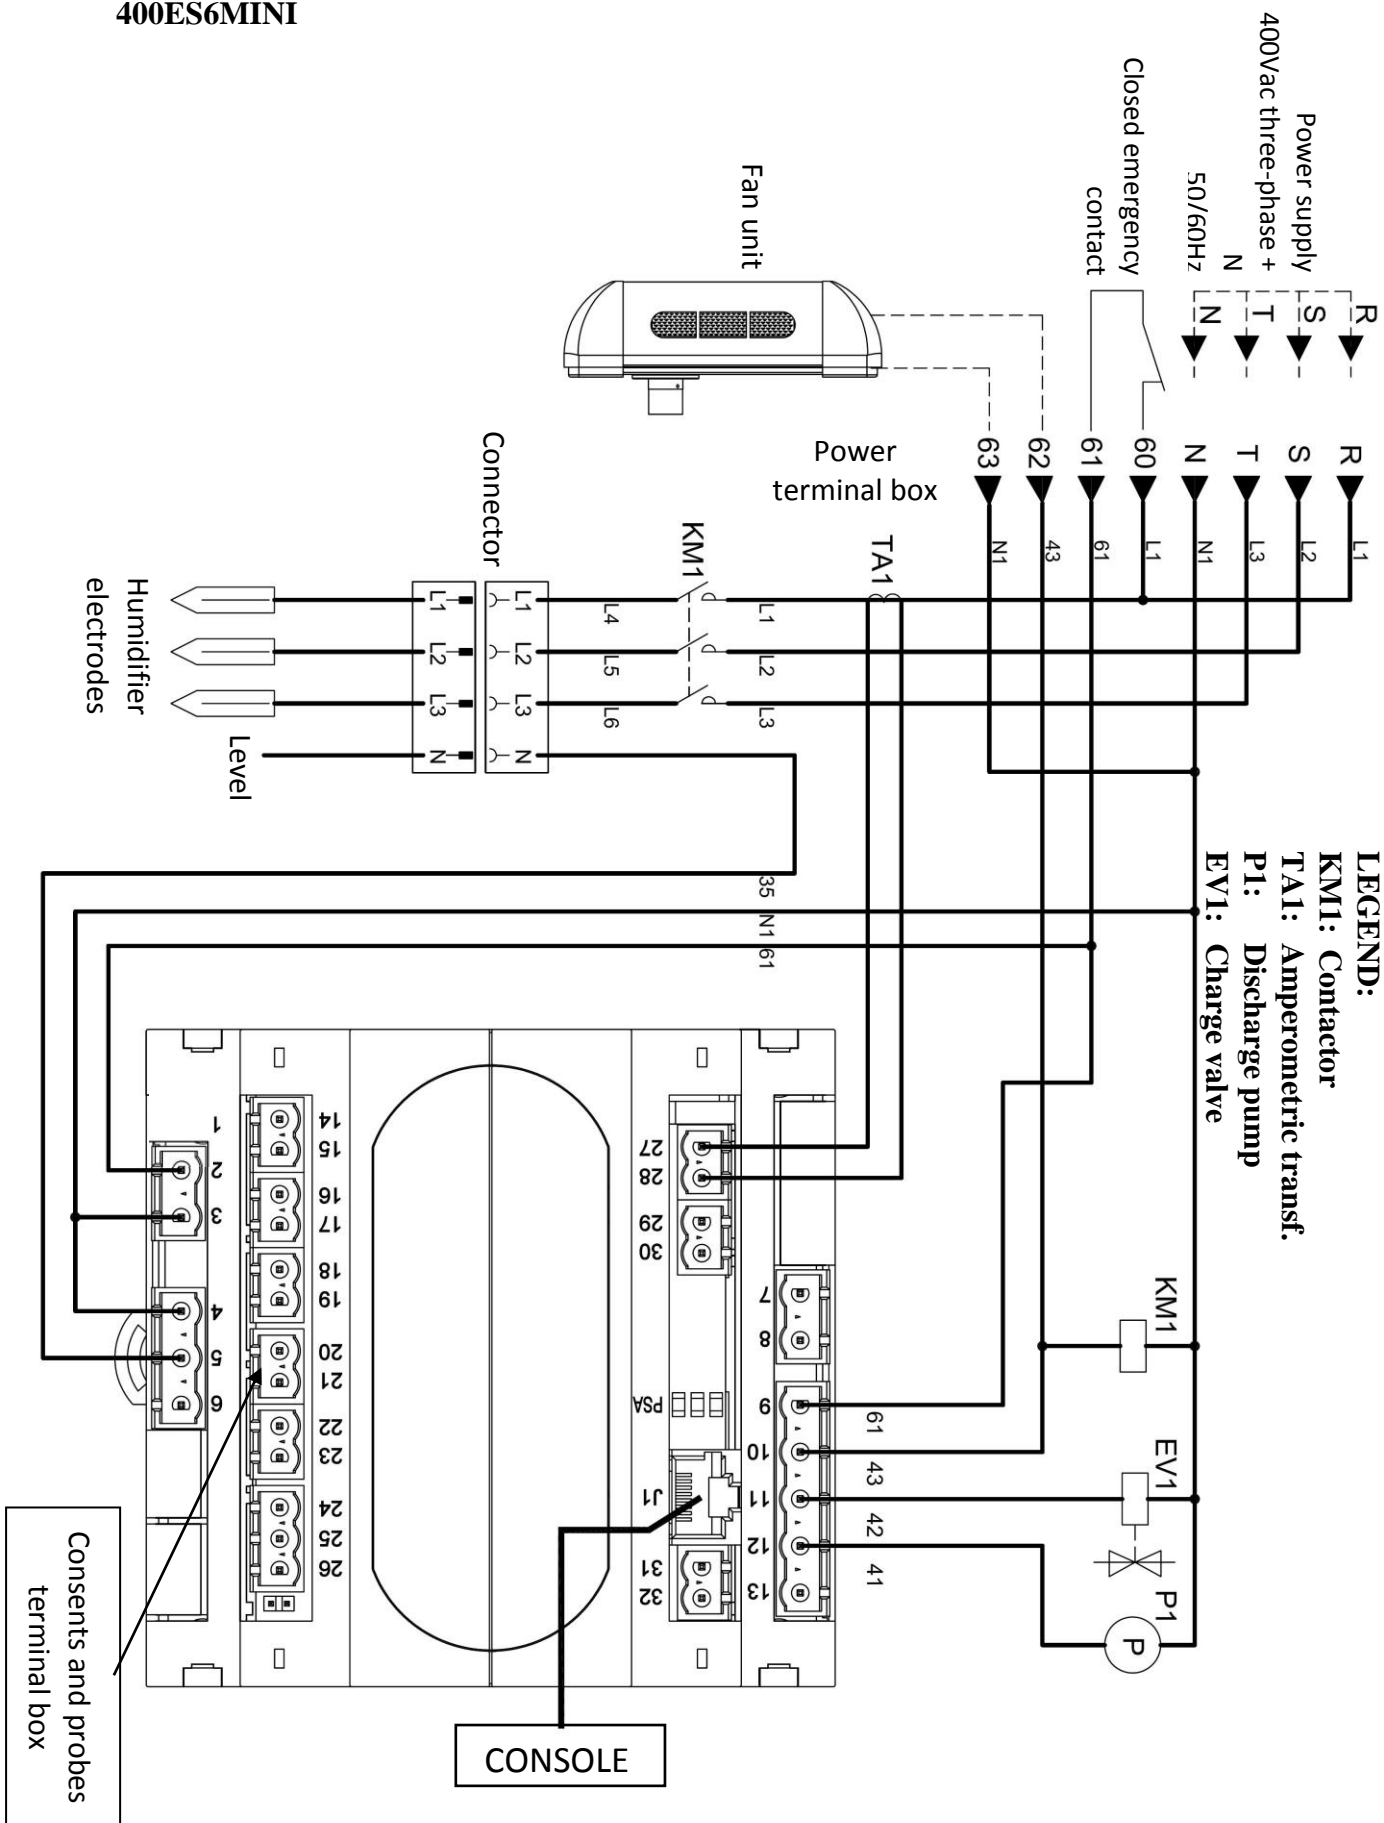 400ES6MINI
Power supply
400Vac three-phase +
N
50/60Hz
Closed emergency
contact
Fan unit
R
S
T
N
R
S
T
N
60
61
62
63
Power
terminal box
L1
L2
L3
N1
L1
61
43
N1
TA1
KM1
L1
L2
L3
L4
L5
L6
Connector
L1
L2
L3
N
L1
L2
L3
N
Humidifier
electrodes
Level
35
N1
61
LEGEND:
KM1: Contactor
TA1: Amperometric transf.
P1: Discharge pump
EV1: Charge valve
KM1
EV1
P1
P
61
43
42
41
1
2
3
4
5
6
14
15
16
17
18
19
20
21
22
23
24
25
26
27
28
29
30
PSA
J1
31
32
7
8
9
10
11
12
13
CONSOLE
Consents and probes
terminal box